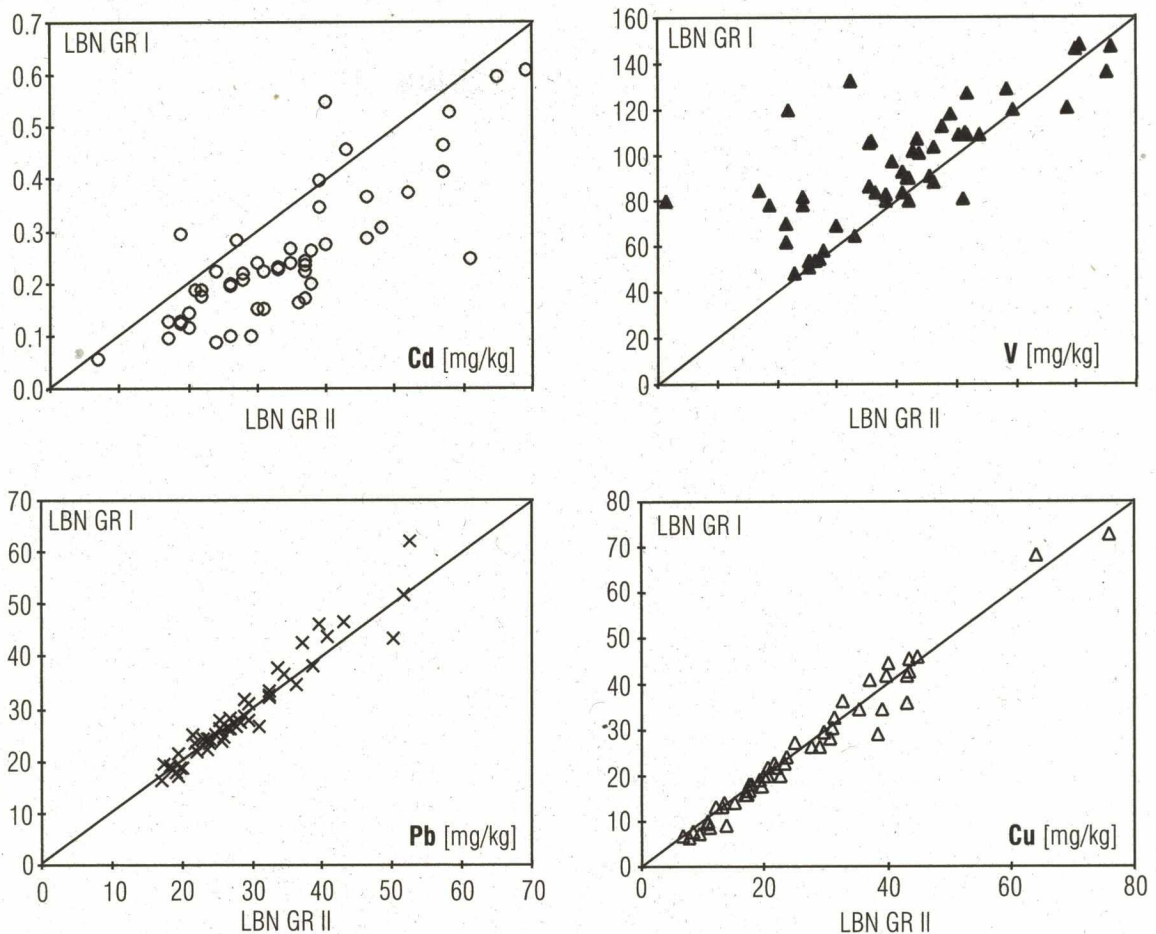 0.7
LBN GR I
0.6
0.5
0.4
0.3
0.2
0.1
Cd [mg/kg]
0.0
LBN GR II
160
LBN GR I
140
120
100
80
60
40
20
V [mg/kg]
0
LBN GR II
70
LBN GR I
60
50
40
30
20
10
Pb [mg/kg]
0
0 10 20 30 40 50 60 70
LBN GR II
80
LBN GR I
70
60
50
40
30
20
10
Cu [mg/kg]
0
0 20 40 60 80
LBN GR II